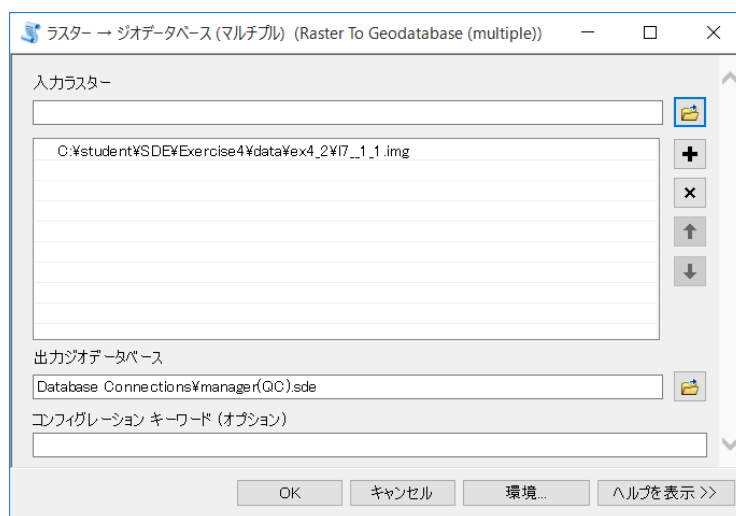 ラスター → ジオデータベース (マルチプル) (Raster To Geodatabase (multiple))
入力ラスター
C:¥student¥SDE¥Exercise4¥data¥ex4_2¥l7__1_1.img
出力ジオデータベース
Database Connections¥manager(QC).sde
コンフィグレーション キーワード (オプション)
OK
キャンセル
環境...
ヘルプを表示 >>